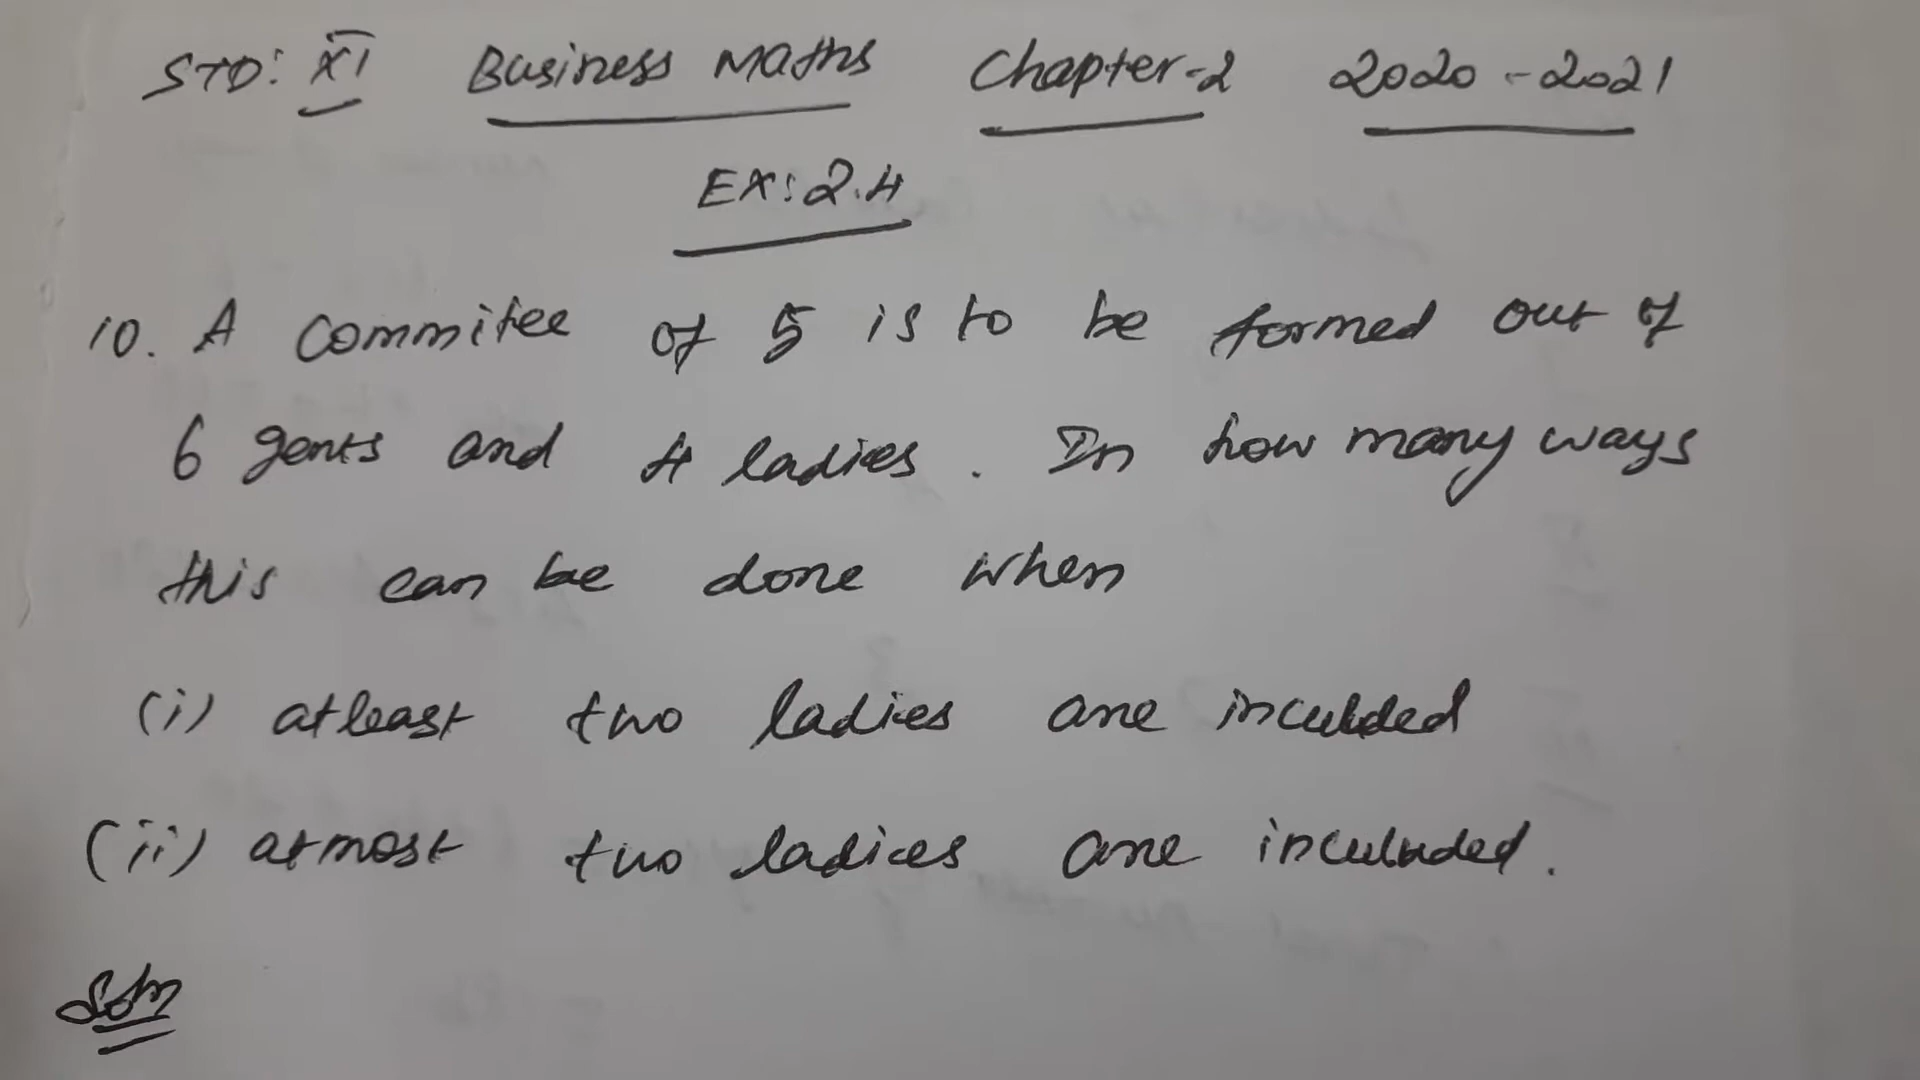 STD: XI Business Maths Chapter-2 2020-2021
EX: 2.4
10. A Commitee of 5 is to be formed out of
6 gents and 4 ladies. In how many ways
this can be done when
(i) atleast two ladies are inculded
(ii) atmost two ladies are inculuded.
Soln